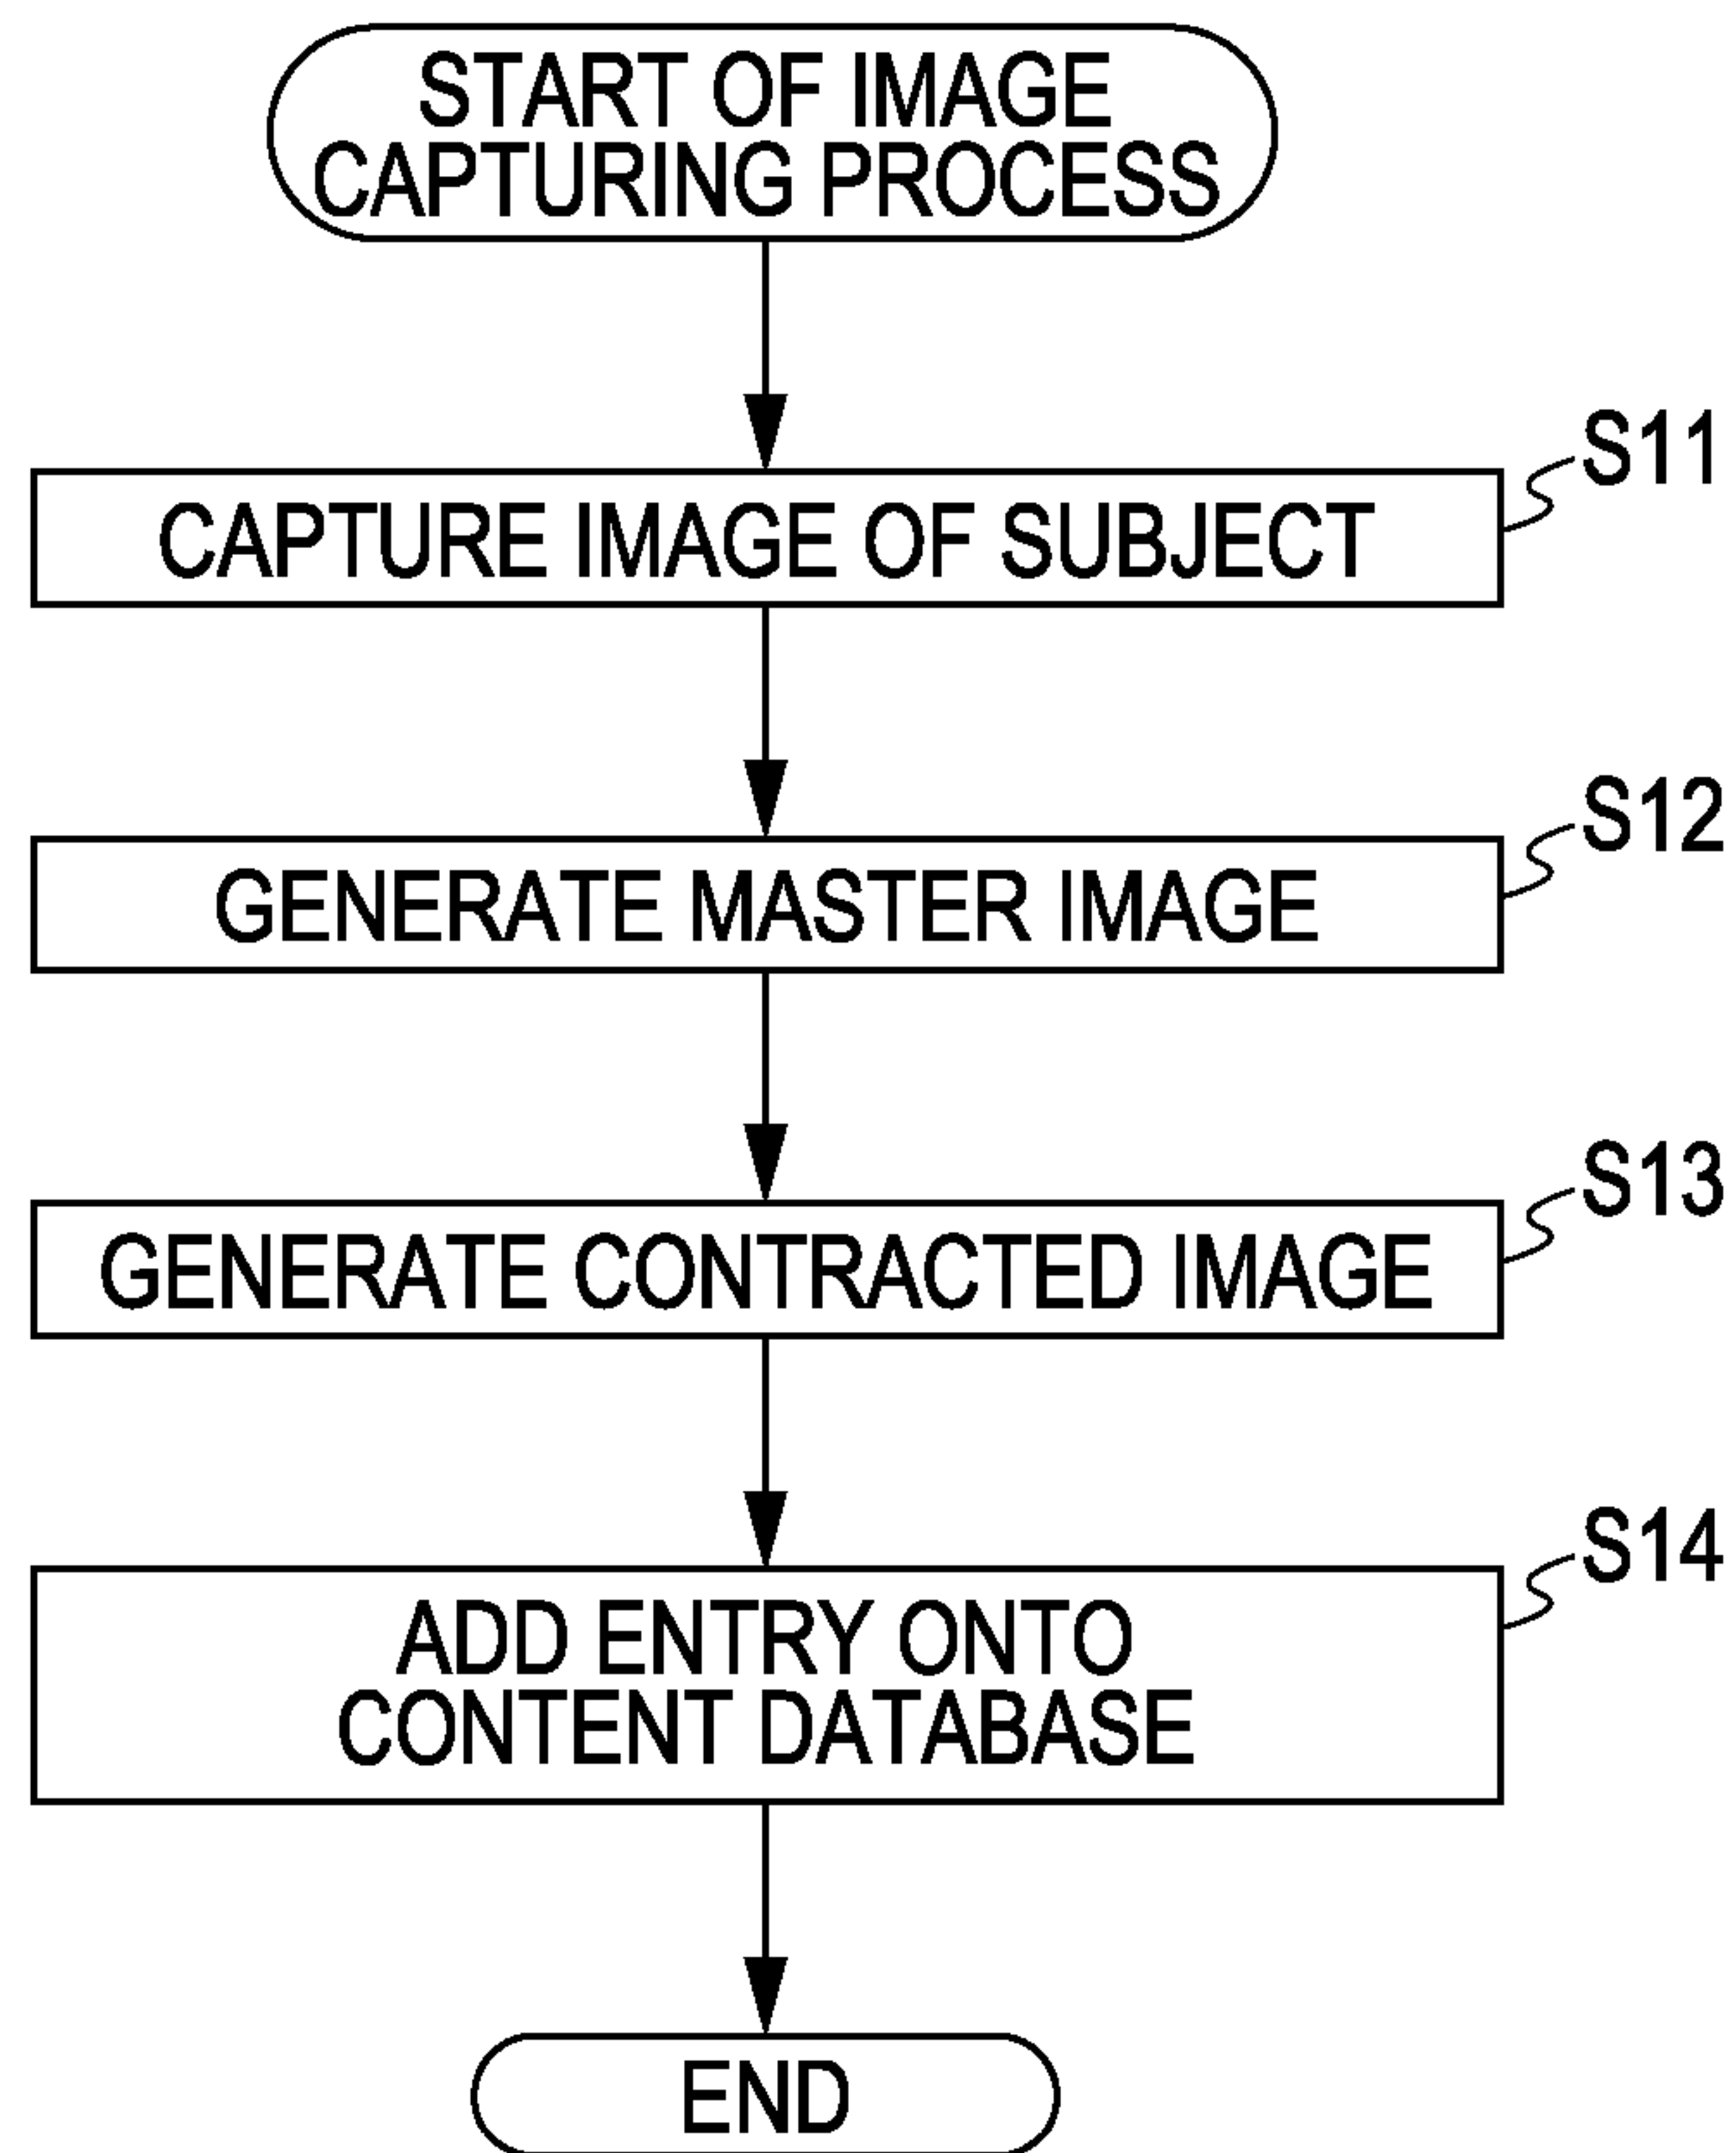 START OF IMAGE
CAPTURING PROCESS
S11
CAPTURE IMAGE OF SUBJECT
S12
GENERATE MASTER IMAGE
S13
GENERATE CONTRACTED IMAGE
S14
ADD ENTRY ONTO
CONTENT DATABASE
END